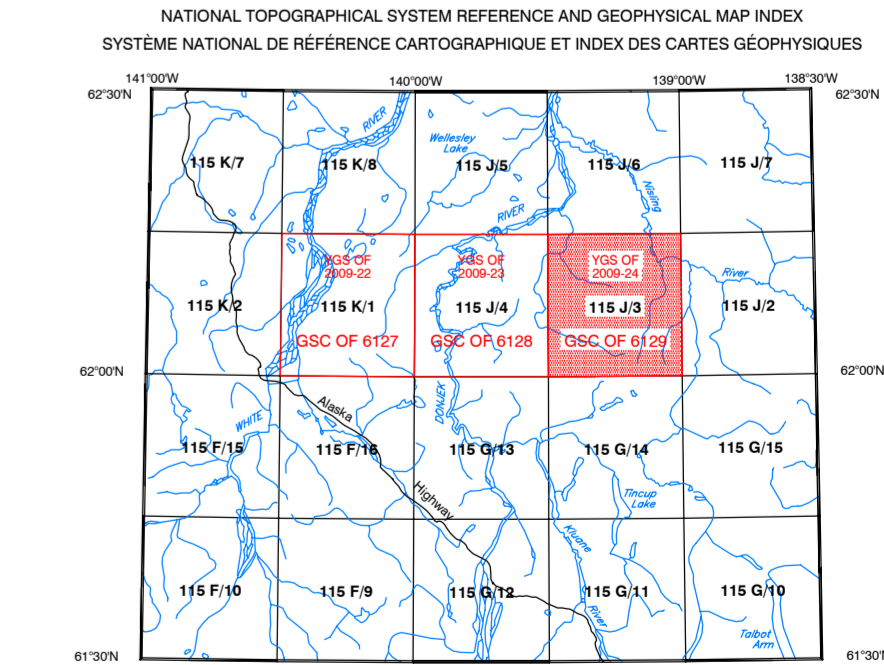 NATIONAL TOPOGRAPHICAL SYSTEM REFERENCE AND GEOPHYSICAL MAP INDEX
SYSTÈME NATIONAL DE RÉFÉRENCE CARTOGRAPHIQUE ET INDEX DES CARTES GÉOPHYSIQUES
141°00'W 140°00'W 139°00'W 138°30'W
62°30'N 62°30'N
RIVER
Wellesley
Lake
115 K/7 115 K/8 115 J/5 115 J/6 115 J/7
Nisling
RIVER
YGS OF
2009-22
YGS OF
2009-23
YGS OF
2009-24
River
115 K/2 115 K/1 115 J/4 115 J/3 115 J/2
GSC OF 6127 GSC OF 6128 GSC OF 6129
62°00'N 62°00'N
DONJEK
Alaska
WHITE
115 F/15 115 F/16 115 G/13 115 G/14 115 G/15
Highway
Tincup
Lake
Kluane
115 F/10 115 F/9 115 G/12 115 G/11 115 G/10
River
Talbot
Arm
61°30'N 61°30'N